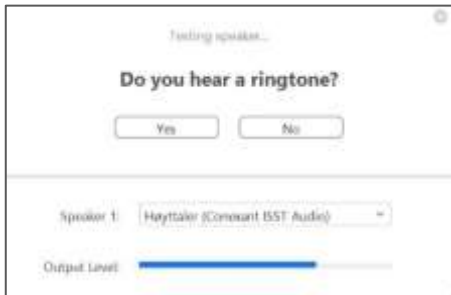 Testing speaker...
Do you hear a ringtone?
Yes
No
Speaker 1:
Høyttaler (Conexant ISST Audio)
Output Level: